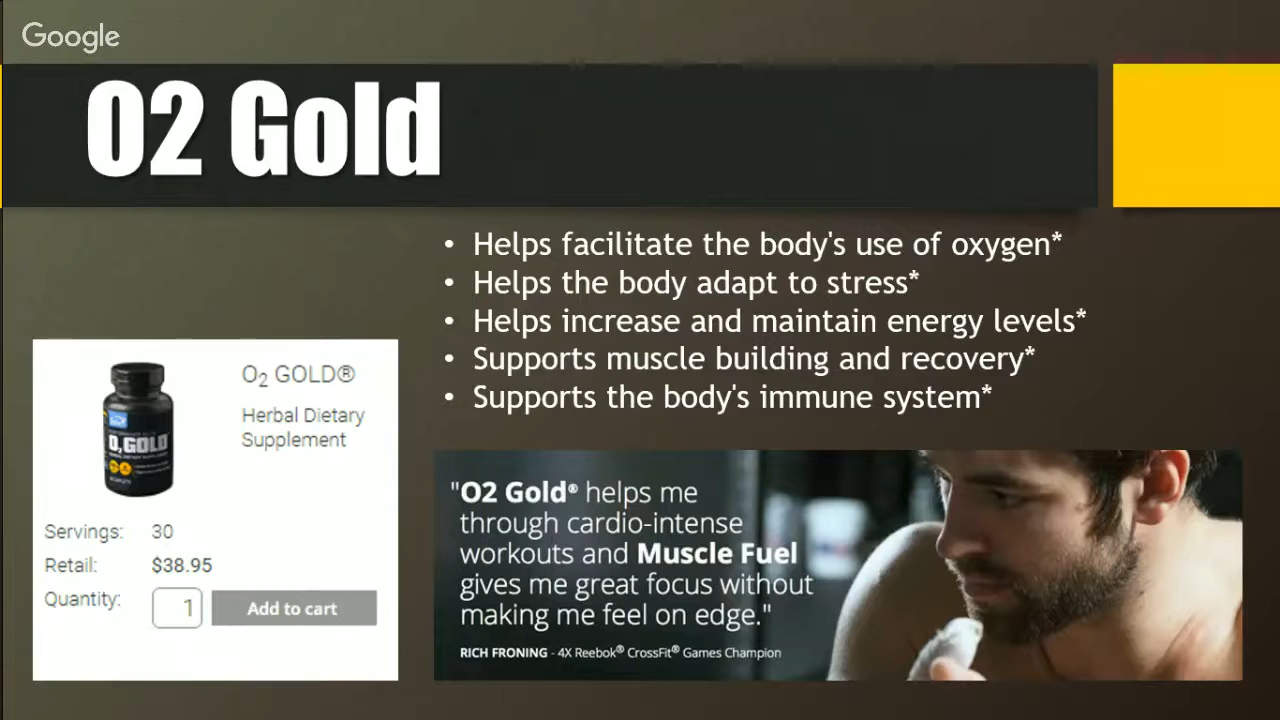 Google
O2 Gold
• Helps facilitate the body's use of oxygen*
• Helps the body adapt to stress*
• Helps increase and maintain energy levels*
• Supports muscle building and recovery*
• Supports the body's immune system*
O2 GOLD®
Herbal Dietary
Supplement
O2 GOLD
Servings: 30
Retail: $38.95
Quantity: 1 Add to cart
"O2 Gold® helps me
through cardio-intense
workouts and Muscle Fuel
gives me great focus without
making me feel on edge."
RICH FRONING - 4X Reebok® CrossFit® Games Champion